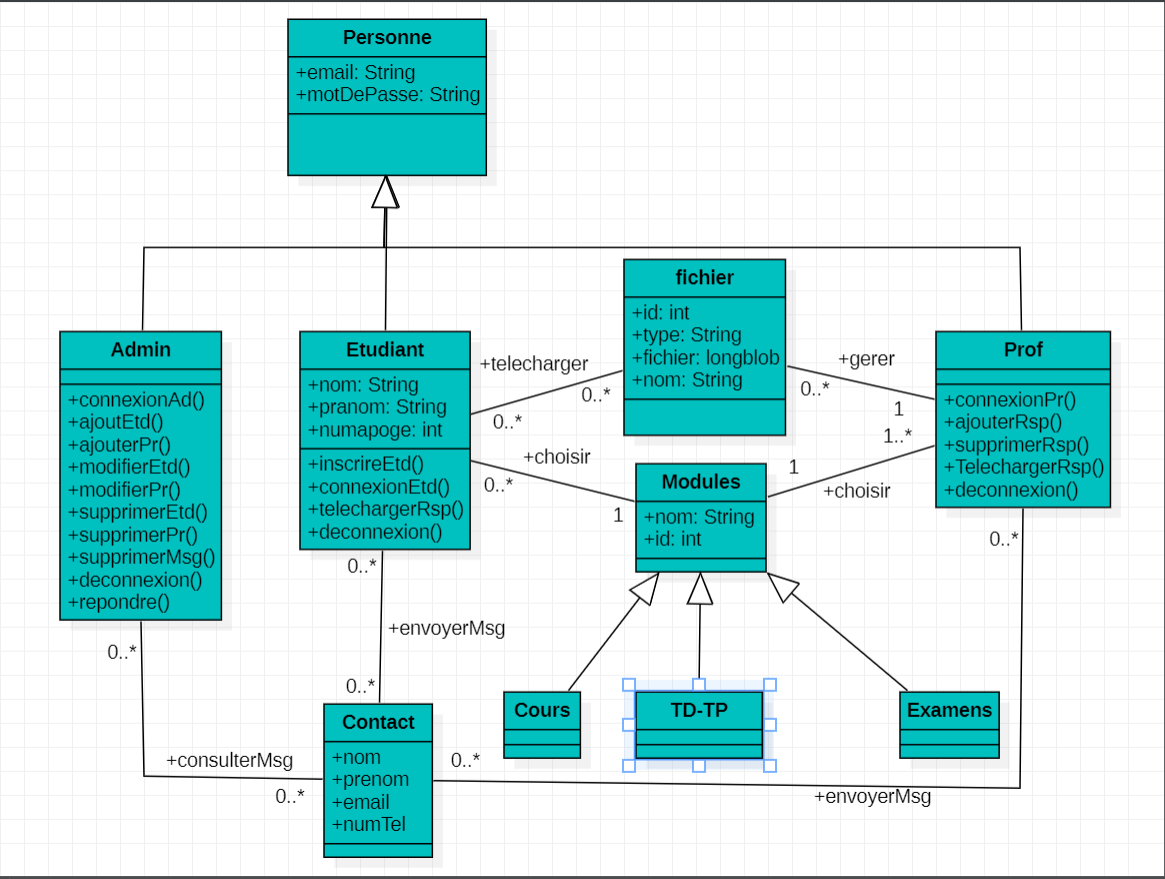 Personne
+email: String
+motDePasse: String
fichier
+id: int
+type: String
+fichier: longblob
+nom: String
Admin
+connexionAd()
+ajoutEtd()
+ajouterPr()
+modifierEtd()
+modifierPr()
+supprimerEtd()
+supprimerPr()
+supprimerMsg()
+deconnexion()
+repondre()
Etudiant
+nom: String
+pranom: String
+numapoge: int
+inscrireEtd()
+connexionEtd()
+telechargerRsp()
+deconnexion()
+telecharger
0..*
0..*
+gerer
0..*
1
Prof
+connexionPr()
+ajouterRsp()
+supprimerRsp()
+TelechargerRsp()
+deconnexion()
+choisir
0..*
1
1..*
1
+choisir
Modules
+nom: String
+id: int
0..*
0..*
+envoyerMsg
0..*
0..*
Cours
TD-TP
Examens
Contact
+nom
+prenom
+email
+numTel
+consulterMsg
0..*
0..*
+envoyerMsg